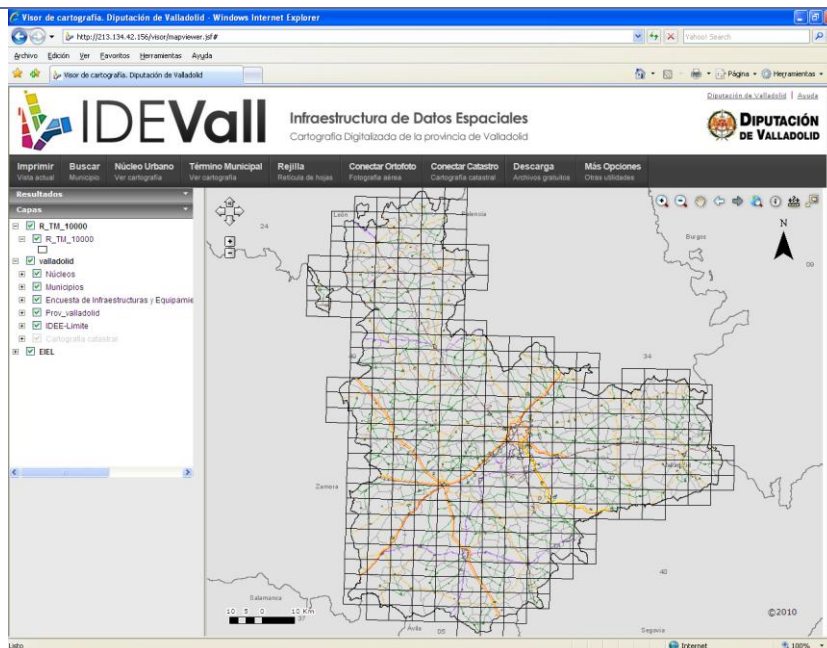 Visor de cartografía. Diputación de Valladolid - Windows Internet Explorer
http://213.134.42.156/visor/mapviewer.jsf#
Yahoo! Search
Archivo Edición Ver Favoritos Herramientas Ayuda
Visor de cartografía. Diputación de Valladolid
Página
Herramientas
IDEVall
Infraestructura de Datos Espaciales
Cartografía Digitalizada de la provincia de Valladolid
Diputación de Valladolid | Ayuda
DIPUTACIÓN
DE VALLADOLID
Imprimir Buscar Núcleo Urbano Término Municipal Rejilla Conectar Ortofoto Conectar Catastro Descarga Más Opciones
Vista actual Municipio Ver cartografía Ver cartografía Retícula de hojas Fotografía aérea Cartografía catastral Archivos gratuitos Otras utilidades
Resultados
Capas
R_TM_10000
R_TM_10000
valladolid
Núcleos
Municipios
Encuesta de Infraestructuras y Equipamie
Prov_valladolid
IDEE-Limite
Cartografía catastral
EIEL
24
León
Palencia
Burgos
N
09
34
Zamora
40
Salamanca
10 5 0 10 Km
37
Ávila
05
Segovia
©2010
Listo
Internet
100%